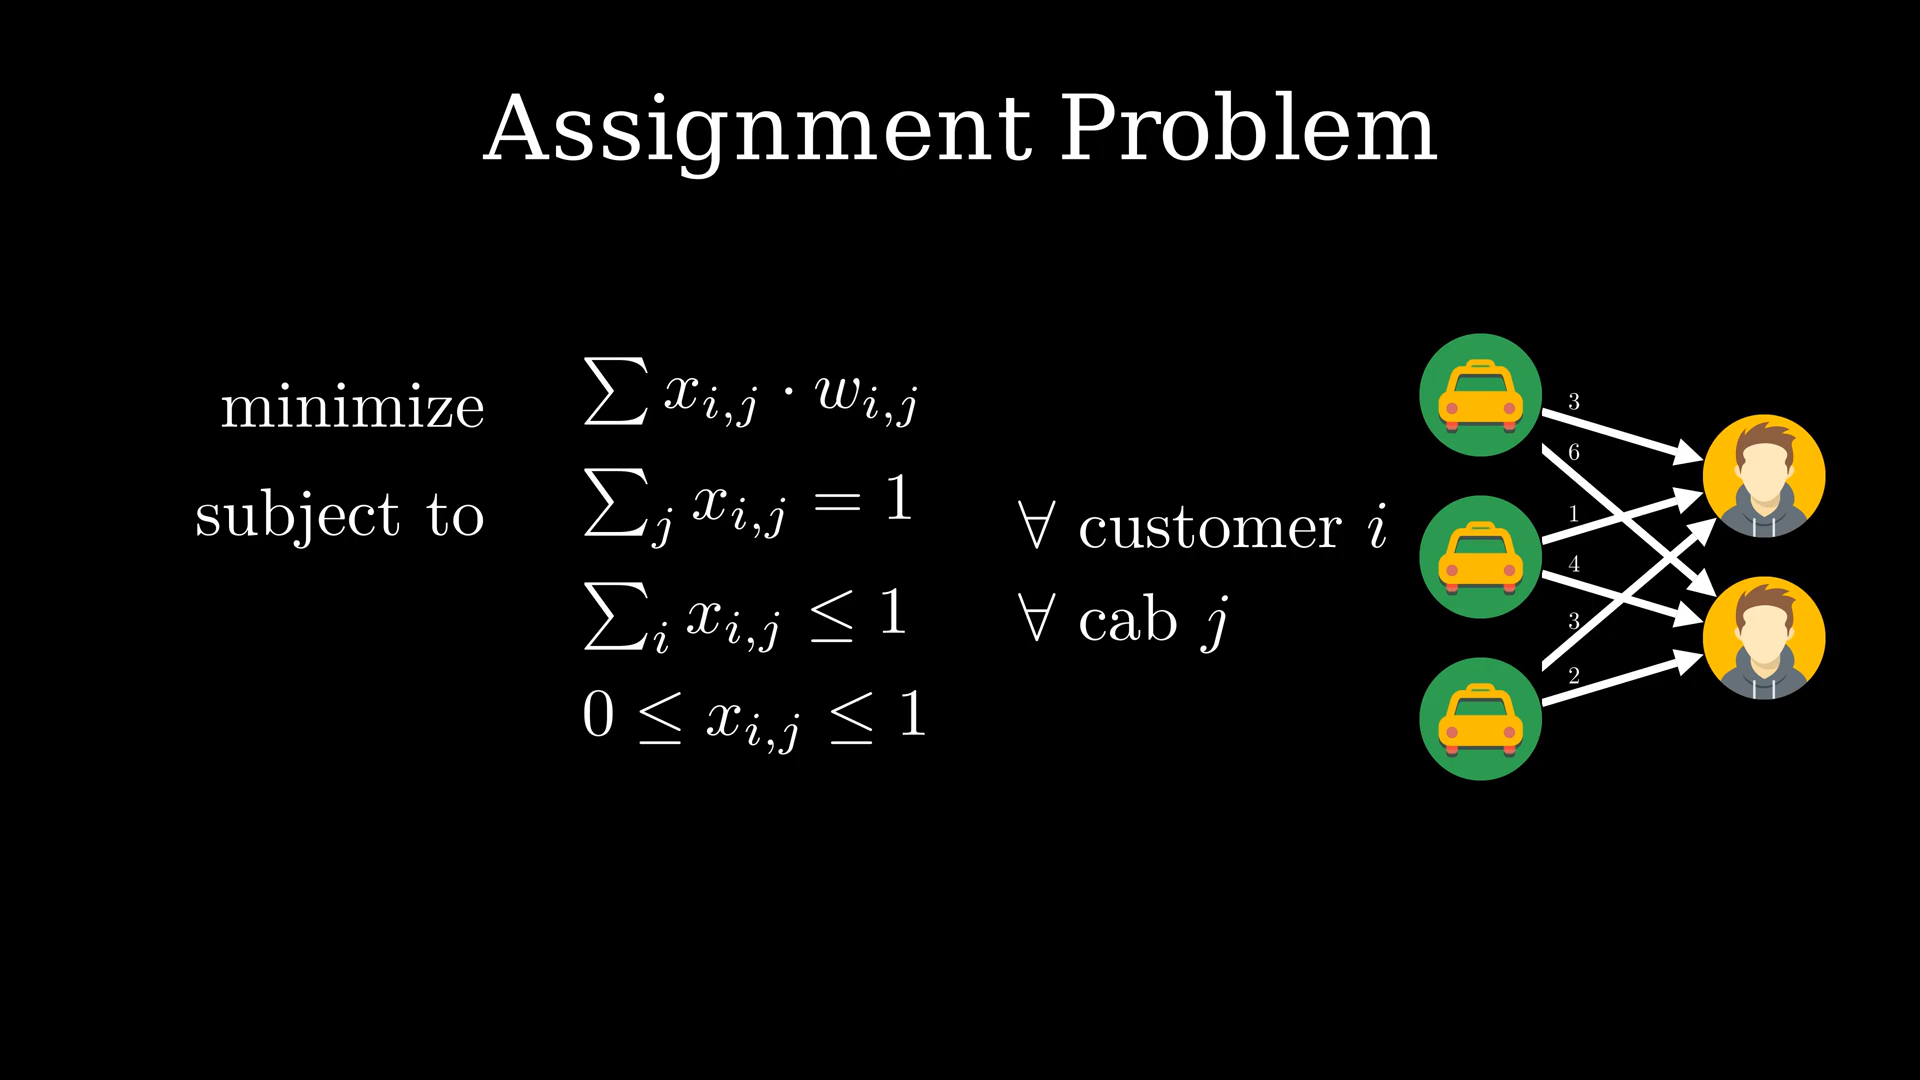 Assignment Problem
minimize ∑ x_{i,j} · w_{i,j}
subject to ∑_j x_{i,j} = 1 ∀ customer i
∑_i x_{i,j} ≤ 1 ∀ cab j
0 ≤ x_{i,j} ≤ 1
3
6
1
4
3
2